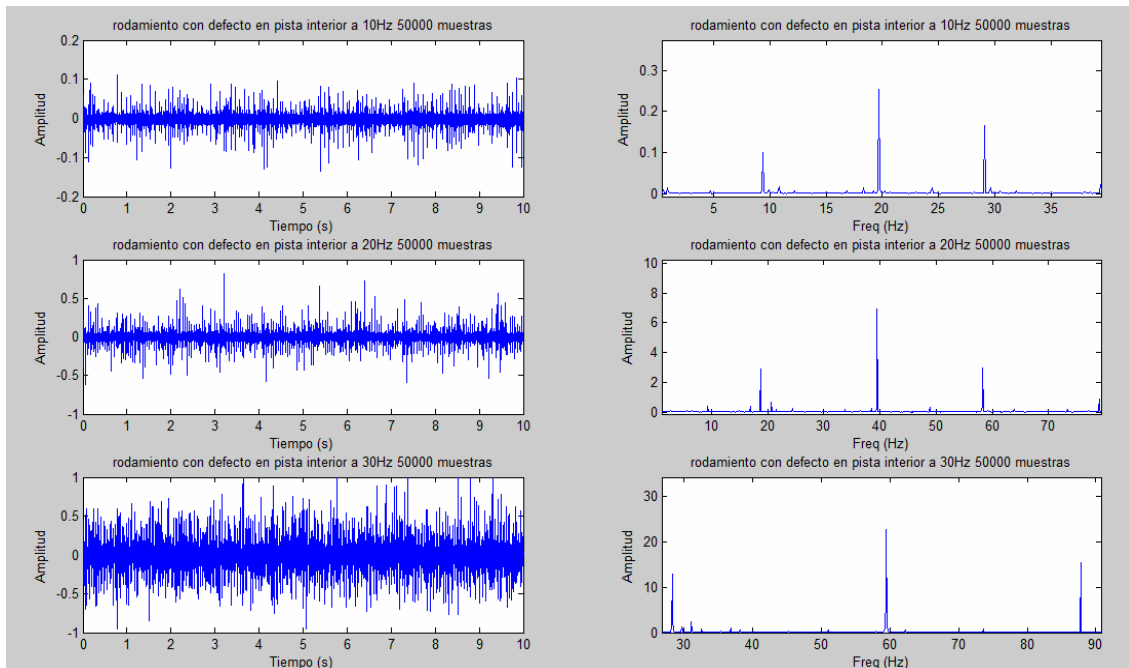 rodamiento con defecto en pista interior a 10Hz 50000 muestras
0.2
0.1
0
-0.1
-0.2
Amplitud
0 1 2 3 4 5 6 7 8 9 10
Tiempo (s)
rodamiento con defecto en pista interior a 10Hz 50000 muestras
0.3
0.2
0.1
0
Amplitud
5 10 15 20 25 30 35
Freq (Hz)
rodamiento con defecto en pista interior a 20Hz 50000 muestras
1
0.5
0
-0.5
-1
Amplitud
0 1 2 3 4 5 6 7 8 9 10
Tiempo (s)
rodamiento con defecto en pista interior a 20Hz 50000 muestras
10
8
6
4
2
0
Amplitud
10 20 30 40 50 60 70
Freq (Hz)
rodamiento con defecto en pista interior a 30Hz 50000 muestras
1
0.5
0
-0.5
-1
Amplitud
0 1 2 3 4 5 6 7 8 9 10
Tiempo (s)
rodamiento con defecto en pista interior a 30Hz 50000 muestras
30
20
10
0
Amplitud
30 40 50 60 70 80 90
Freq (Hz)